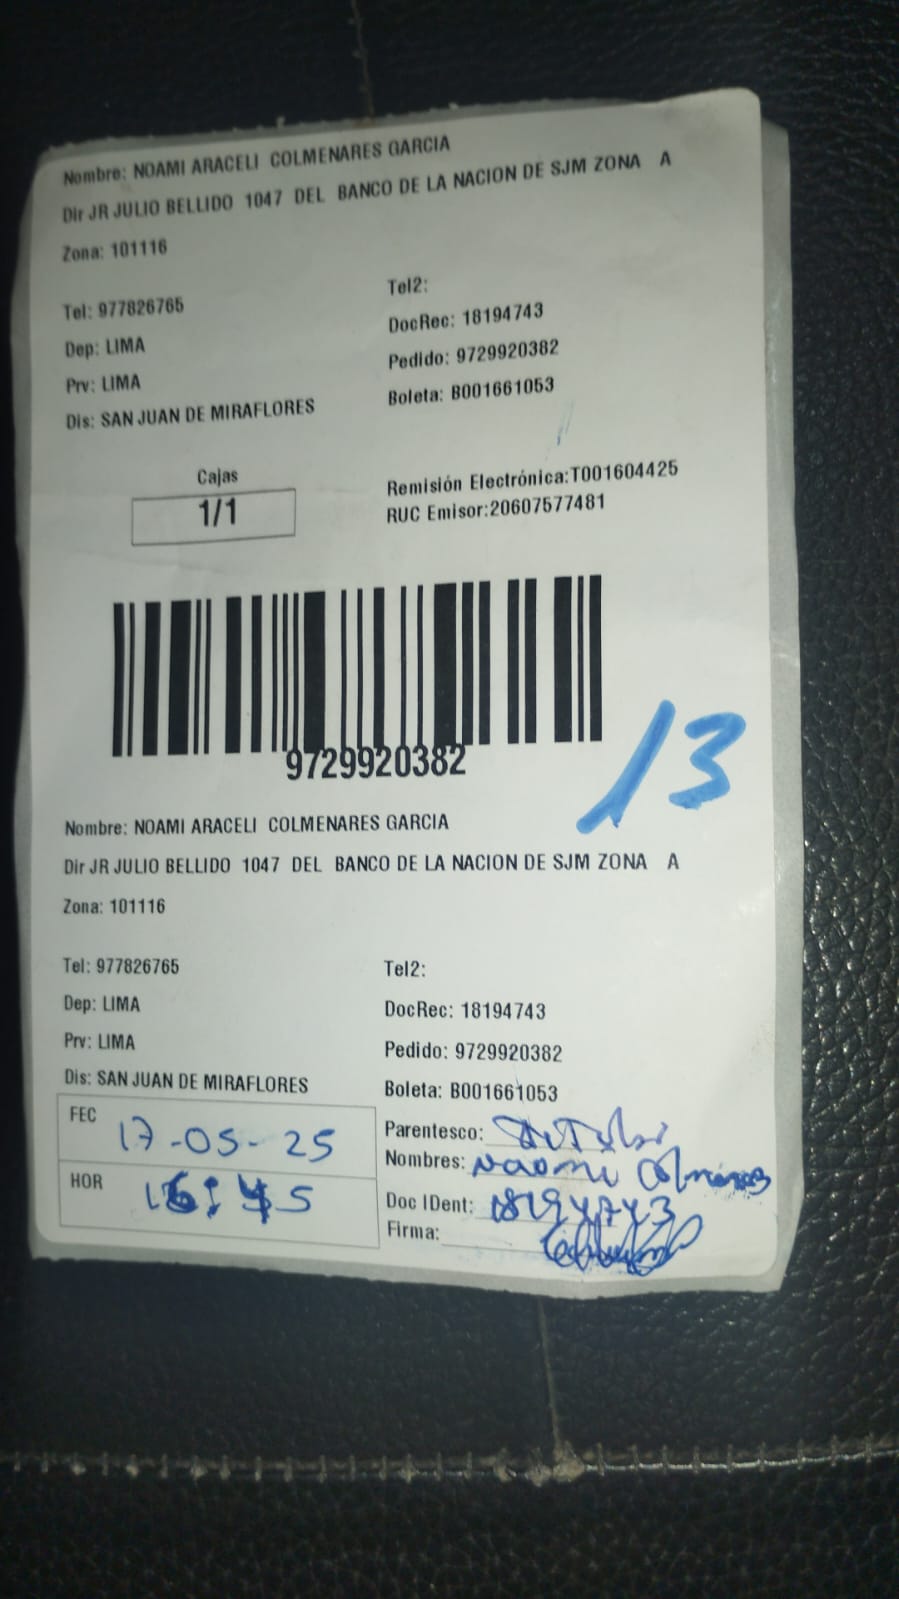 Nombre: NOAMI ARACELI COLMENARES GARCIA
Dir JR JULIO BELLIDO 1047 DEL BANCO DE LA NACION DE SJM ZONA A
Zona: 101116
Tel: 977826765 Tel2:
Dep: LIMA DocRec: 18194743
Prv: LIMA Pedido: 9729920382
Dis: SAN JUAN DE MIRAFLORES Boleta: B001661053
Cajas
1/1
Remisión Electrónica:T001604425
RUC Emisor:20607577481
9729920382
13
Nombre: NOAMI ARACELI COLMENARES GARCIA
Dir JR JULIO BELLIDO 1047 DEL BANCO DE LA NACION DE SJM ZONA A
Zona: 101116
Tel: 977826765 Tel2:
Dep: LIMA DocRec: 18194743
Prv: LIMA Pedido: 9729920382
Dis: SAN JUAN DE MIRAFLORES Boleta: B001661053
FEC 17-05-25
HOR 16:45
Parentesco:
Nombres: Naomi Colmenares
Doc IDent: 18194743
Firma: